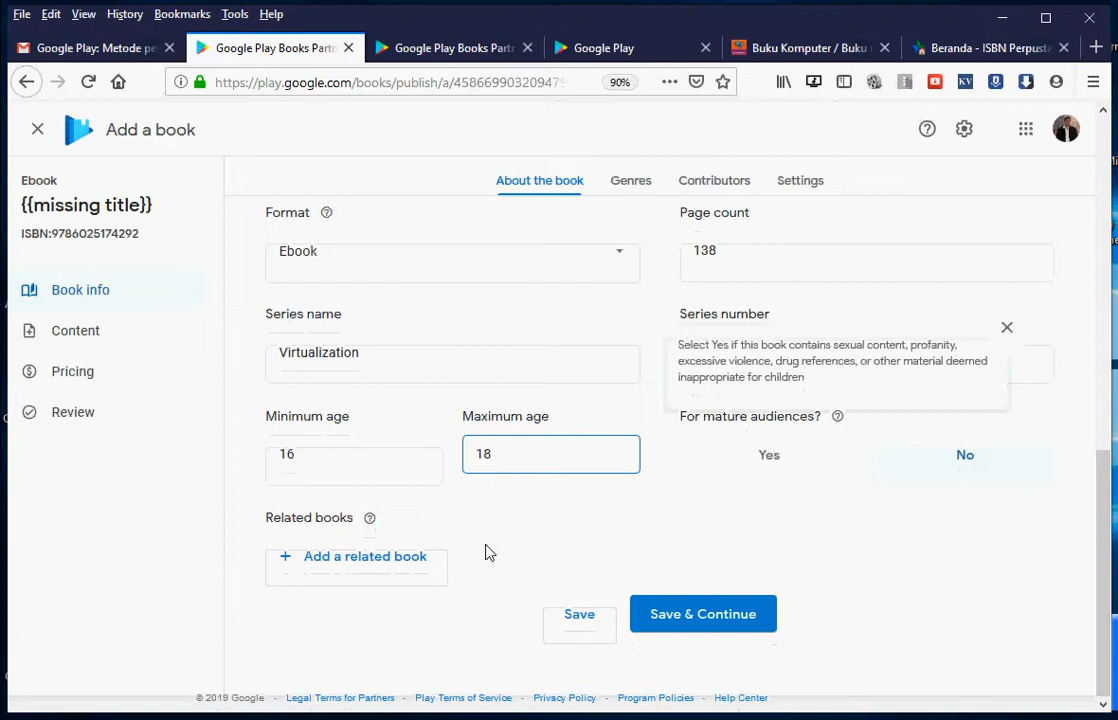 File Edit View History Bookmarks Tools Help
Google Play: Metode pe
Google Play Books Partn
Google Play Books Partn
Google Play
Buku Komputer / Buku
Beranda - ISBN Perpusta
https://play.google.com/books/publish/a/45866990320947
90%
KV
Add a book
Ebook
{{missing title}}
ISBN:9786025174292
Book info
Content
Pricing
Review
About the book
Genres
Contributors
Settings
Format
Page count
Ebook
138
Series name
Series number
Virtualization
Select Yes if this book contains sexual content, profanity,
excessive violence, drug references, or other material deemed
inappropriate for children
Minimum age
Maximum age
For mature audiences?
16
18
Yes
No
Related books
+ Add a related book
Save
Save & Continue
© 2019 Google Legal Terms for Partners Play Terms of Service Privacy Policy Program Policies Help Center